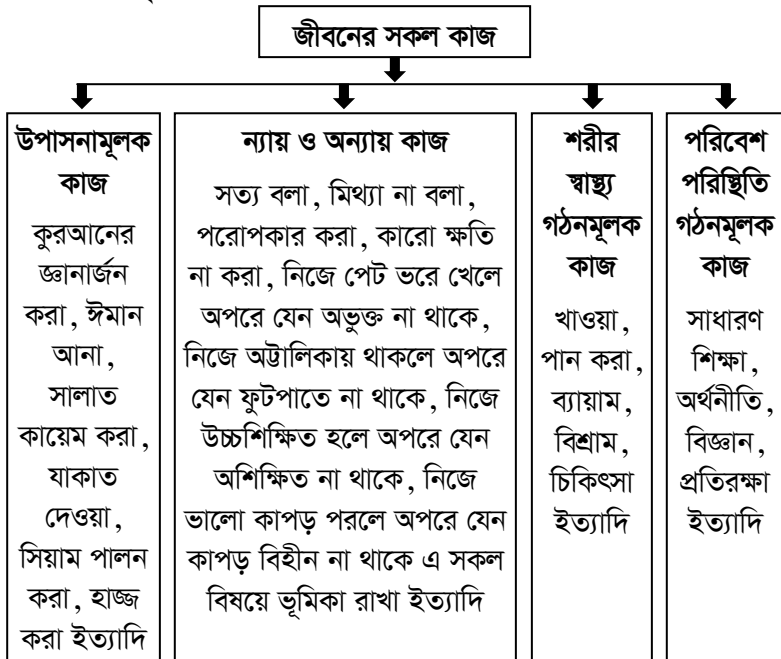 জীবনের সকল কাজ
উপাসনামূলক
কাজ
কুরআনের
জ্ঞানার্জন
করা, ঈমান
আনা,
সালাত
কায়েম করা,
যাকাত
দেওয়া,
সিয়াম পালন
করা, হাজ্জ
করা ইত্যাদি
ন্যায় ও অন্যায় কাজ
সত্য বলা, মিথ্যা না বলা,
পরোপকার করা, কারো ক্ষতি
না করা, নিজে পেট ভরে খেলে
অপরে যেন অভুক্ত না থাকে,
নিজে অট্টালিকায় থাকলে অপরে
যেন ফুটপাতে না থাকে, নিজে
উচ্চশিক্ষিত হলে অপরে যেন
অশিক্ষিত না থাকে, নিজে
ভালো কাপড় পরলে অপরে যেন
কাপড় বিহীন না থাকে এ সকল
বিষয়ে ভূমিকা রাখা ইত্যাদি
শরীর
স্বাস্থ্য
গঠনমূলক
কাজ
খাওয়া,
পান করা,
ব্যায়াম,
বিশ্রাম,
চিকিৎসা
ইত্যাদি
পরিবেশ
পরিস্থিতি
গঠনমূলক
কাজ
সাধারণ
শিক্ষা,
অর্থনীতি,
বিজ্ঞান,
প্রতিরক্ষা
ইত্যাদি